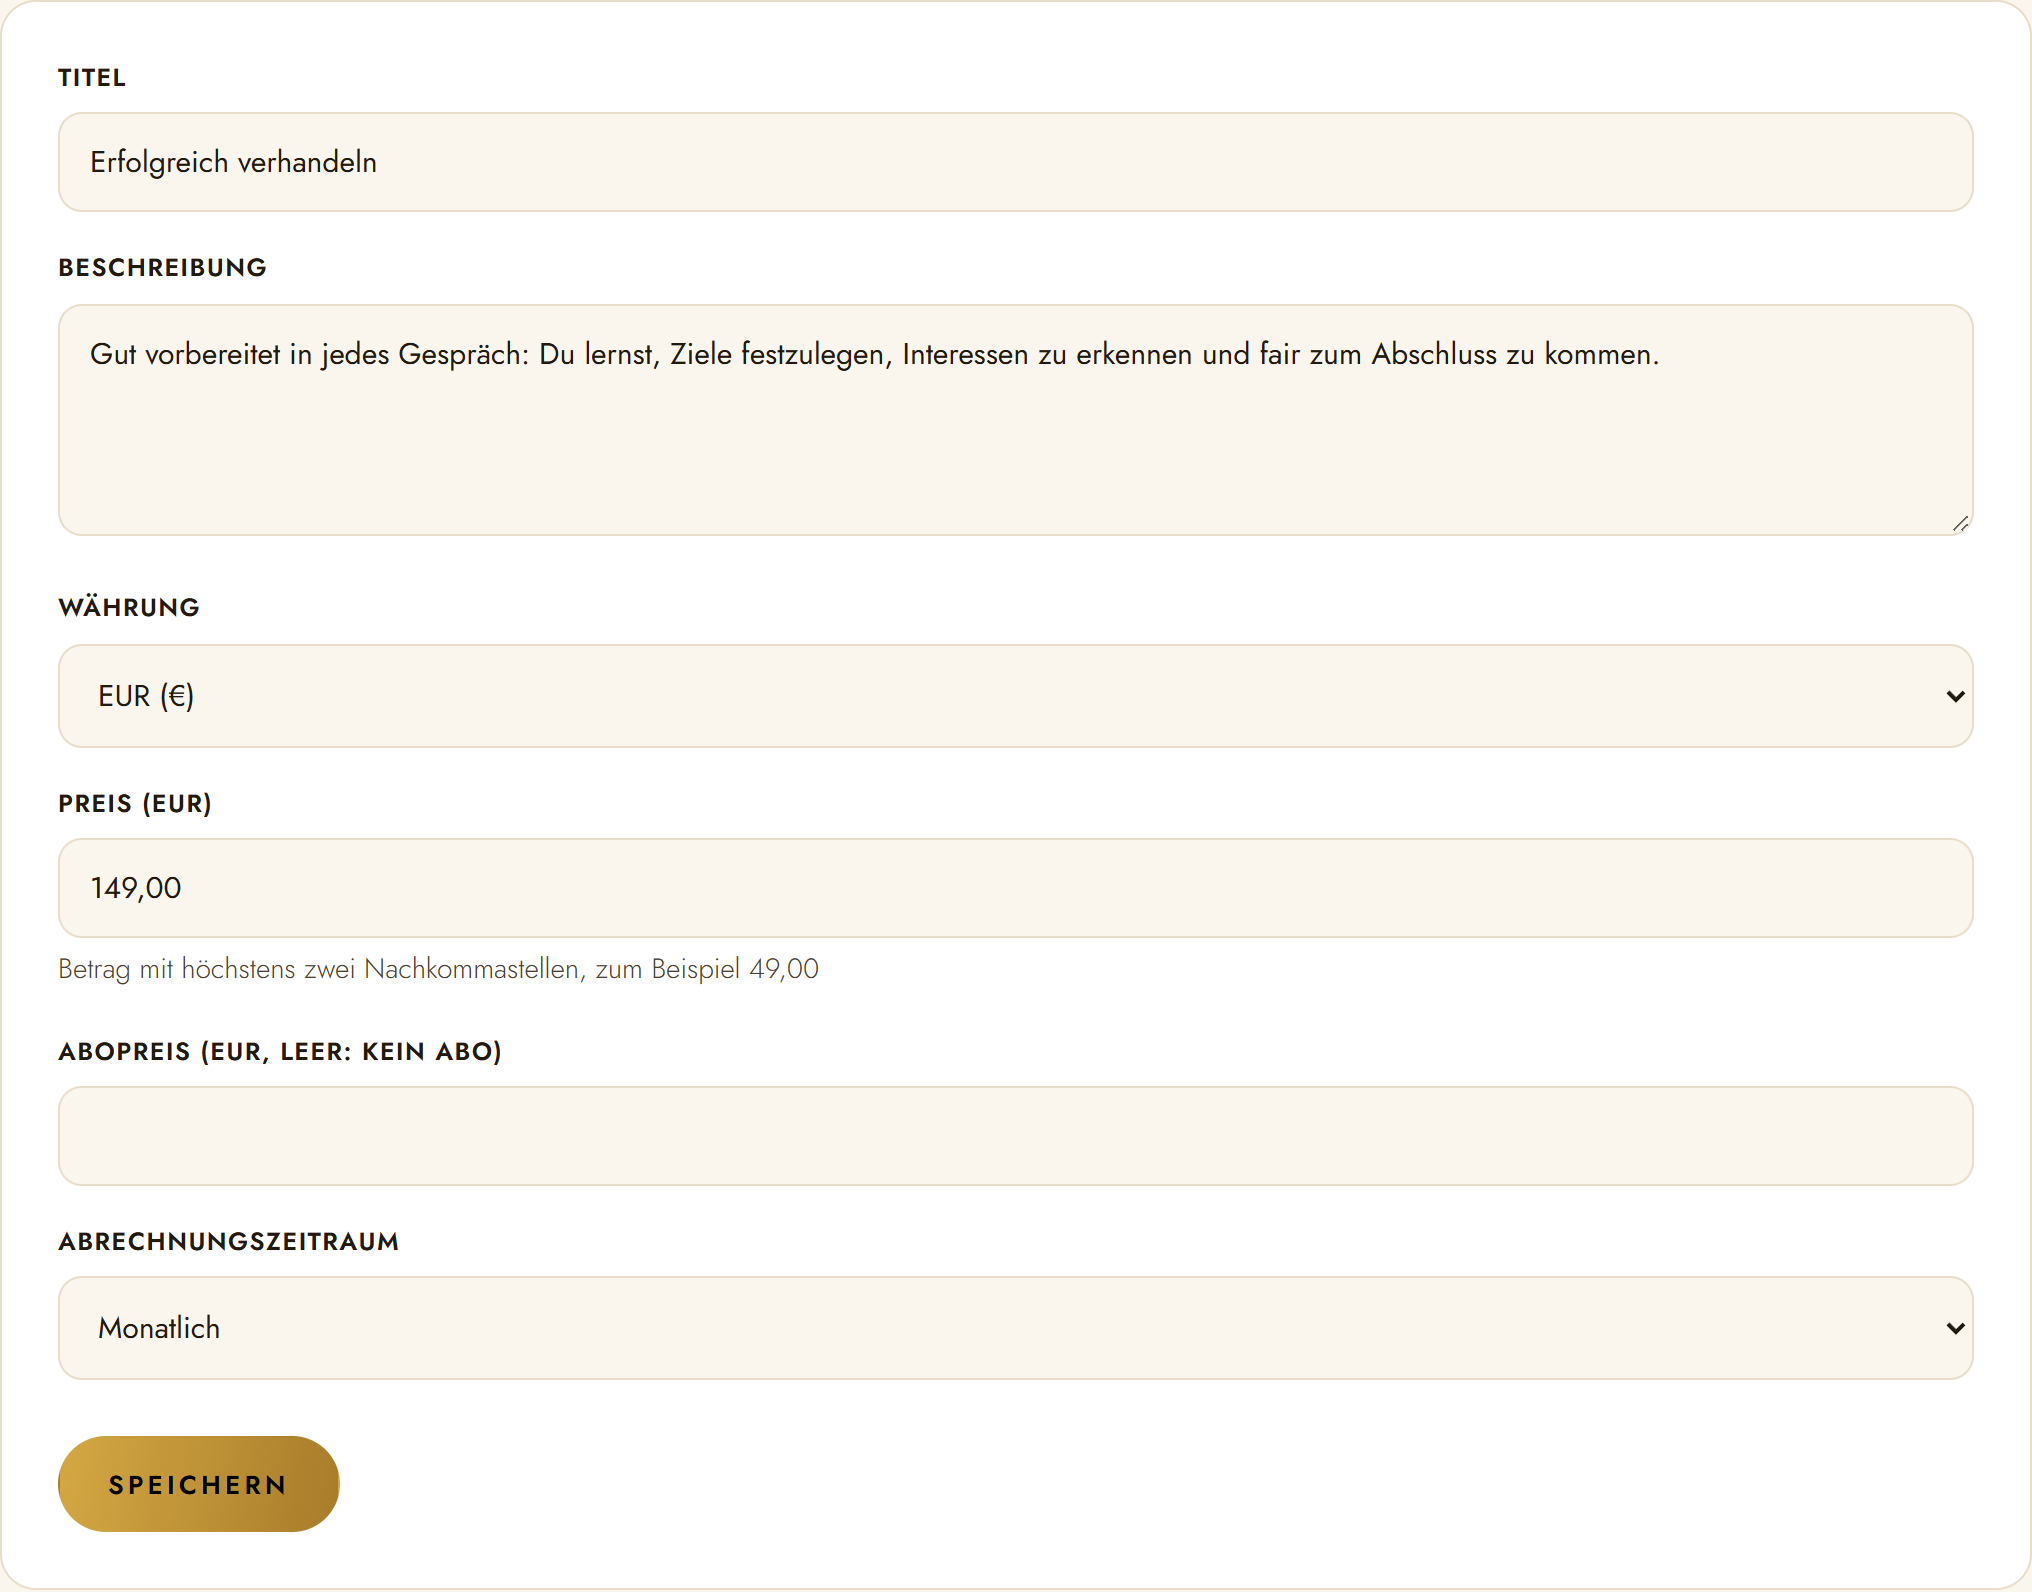 TITEL
Erfolgreich verhandeln
BESCHREIBUNG
Gut vorbereitet in jedes Gespräch: Du lernst, Ziele festzulegen, Interessen zu erkennen und fair zum Abschluss zu kommen.
WÄHRUNG
EUR (€)
PREIS (EUR)
149,00
Betrag mit höchstens zwei Nachkommastellen, zum Beispiel 49,00
ABOPREIS (EUR, LEER: KEIN ABO)
ABRECHNUNGSZEITRAUM
Monatlich
SPEICHERN